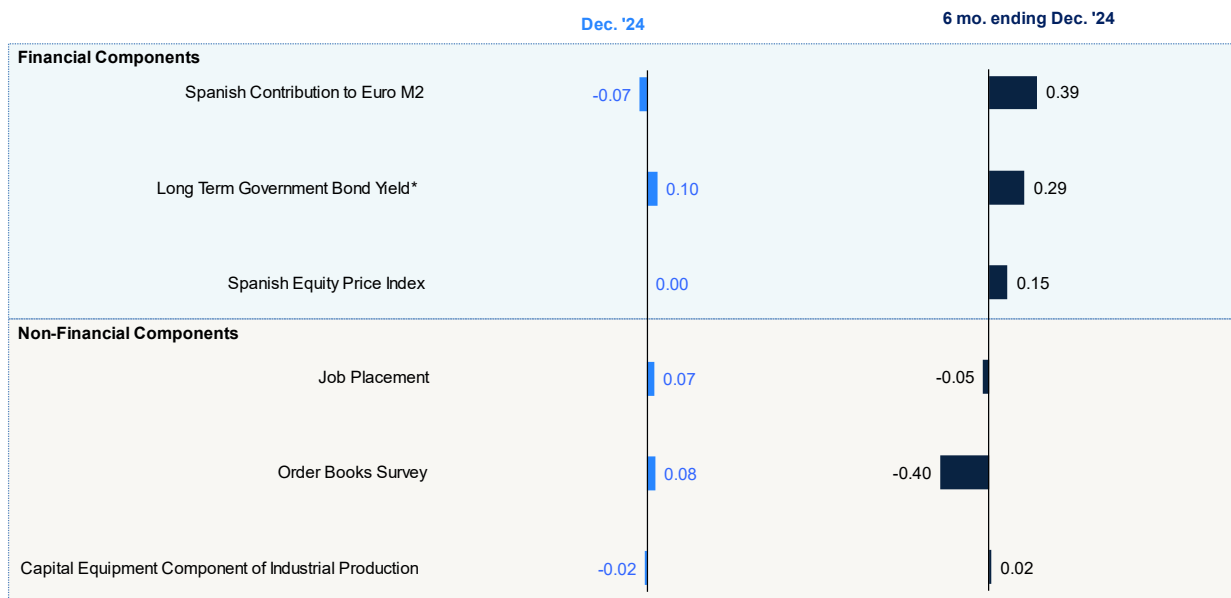 Dec. '24 6 mo. ending Dec. '24
Financial Components
Spanish Contribution to Euro M2 -0.07 0.39
Long Term Government Bond Yield* 0.10 0.29
Spanish Equity Price Index 0.00 0.15
Non-Financial Components
Job Placement 0.07 -0.05
Order Books Survey 0.08 -0.40
Capital Equipment Component of Industrial Production -0.02 0.02